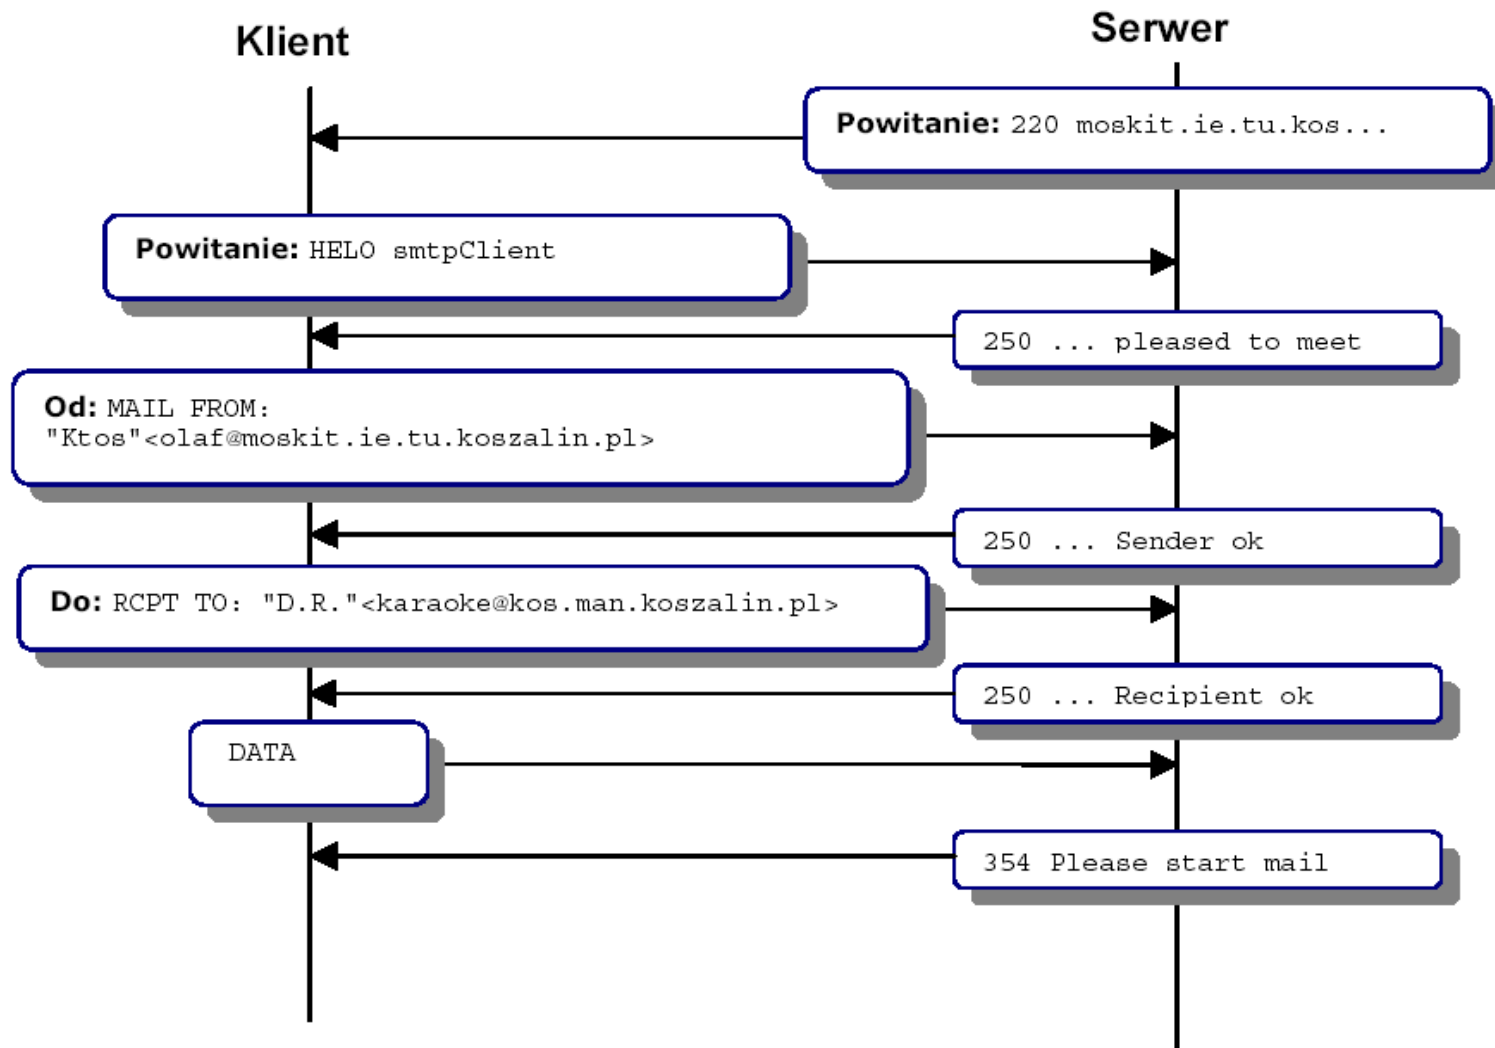 Klient
Serwer
Powitanie: 220 moskit.ie.tu.kos...
Powitanie: HELO smtpClient
250 ... pleased to meet
Od: MAIL FROM:
"Ktos"<olaf@moskit.ie.tu.koszalin.pl>
250 ... Sender ok
Do: RCPT TO: "D.R."<karaoke@kos.man.koszalin.pl>
250 ... Recipient ok
DATA
354 Please start mail